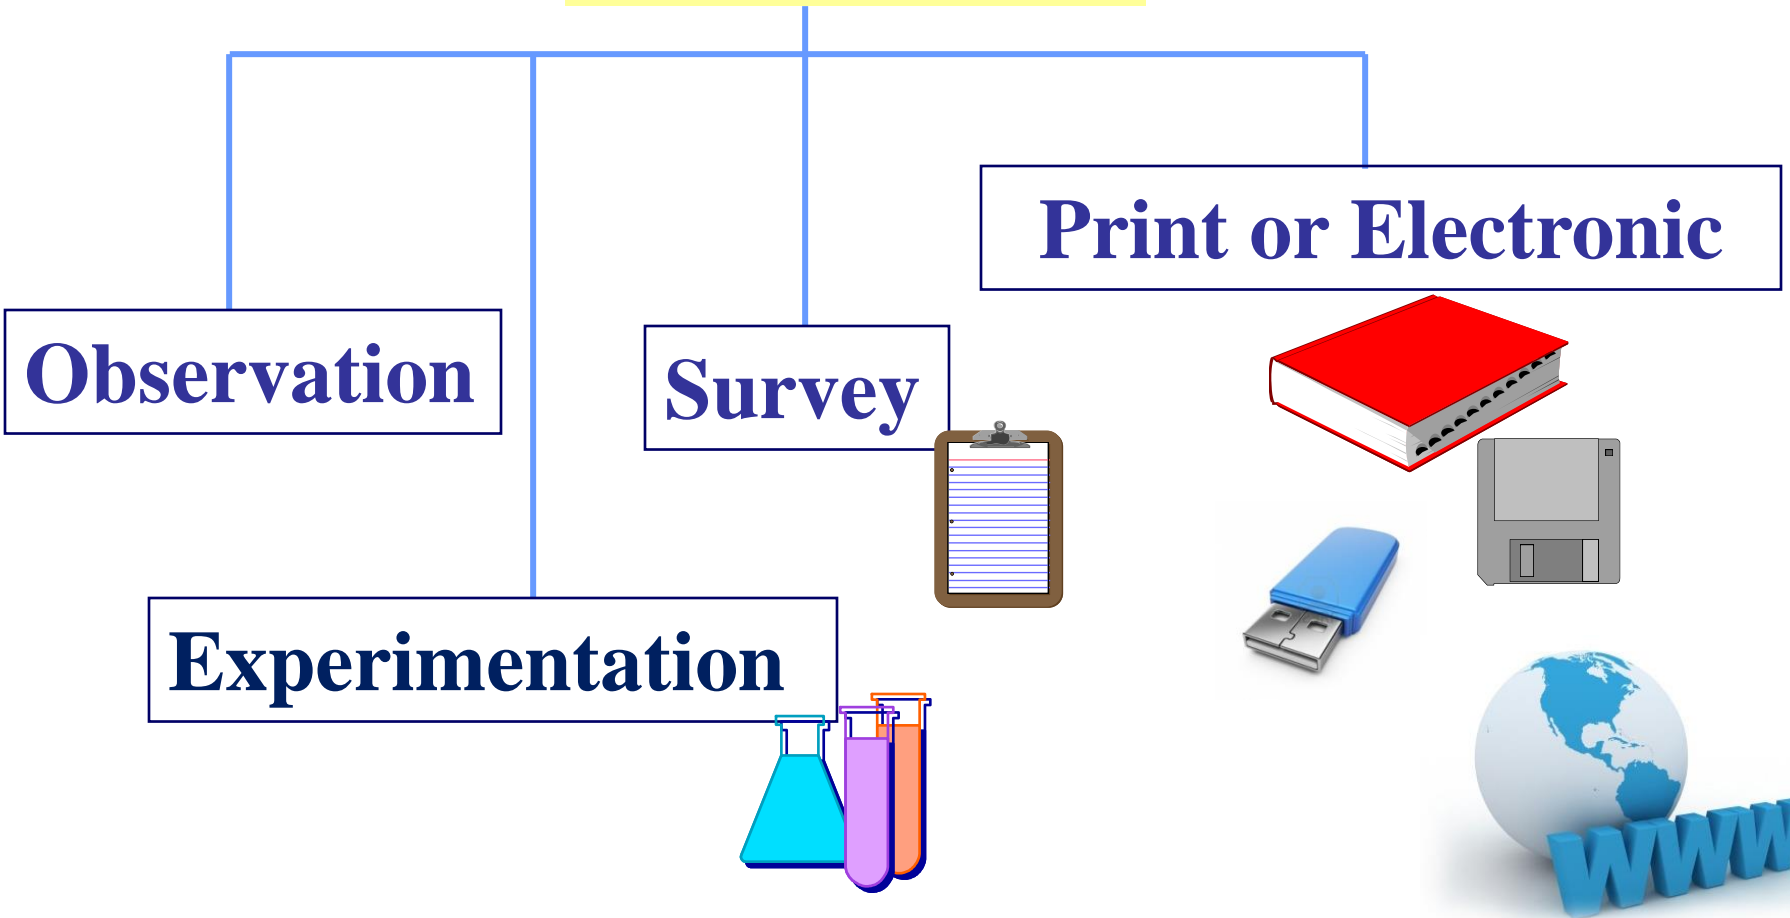 Print or Electronic
Observation
Survey
Experimentation
www